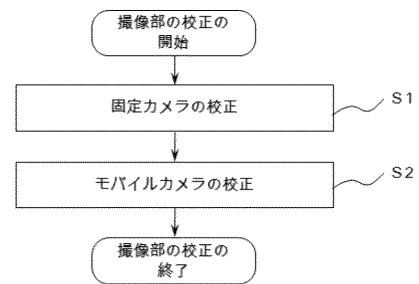 撮像部の校正の
開始
固定カメラの校正
S1
モバイルカメラの校正
S2
撮像部の校正の
終了